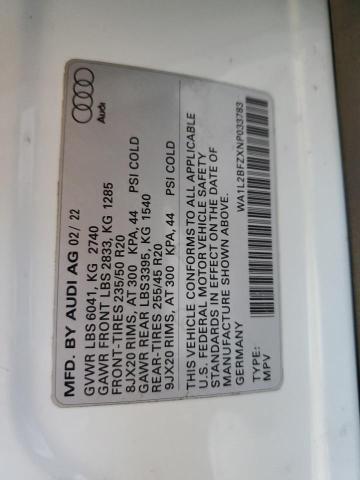 Audi
MFD. BY AUDI AG 02/ 22
GVWR LBS 6041, KG 2740
GAWR FRONT LBS 2833, KG 1285
FRONT-TIRES 235/50 R20
8JX20 RIMS, AT 300 KPA, 44 PSI COLD
GAWR REAR LBS3395, KG 1540
REAR-TIRES 255/45 R20
9JX20 RIMS, AT 300 KPA, 44 PSI COLD
THIS VEHICLE CONFORMS TO ALL APPLICABLE
U.S. FEDERAL MOTOR VEHICLE SAFETY
STANDARDS IN EFFECT ON THE DATE OF
MANUFACTURE SHOWN ABOVE.
GERMANY WA1L2BFZXNP033783
TYPE:
MPV